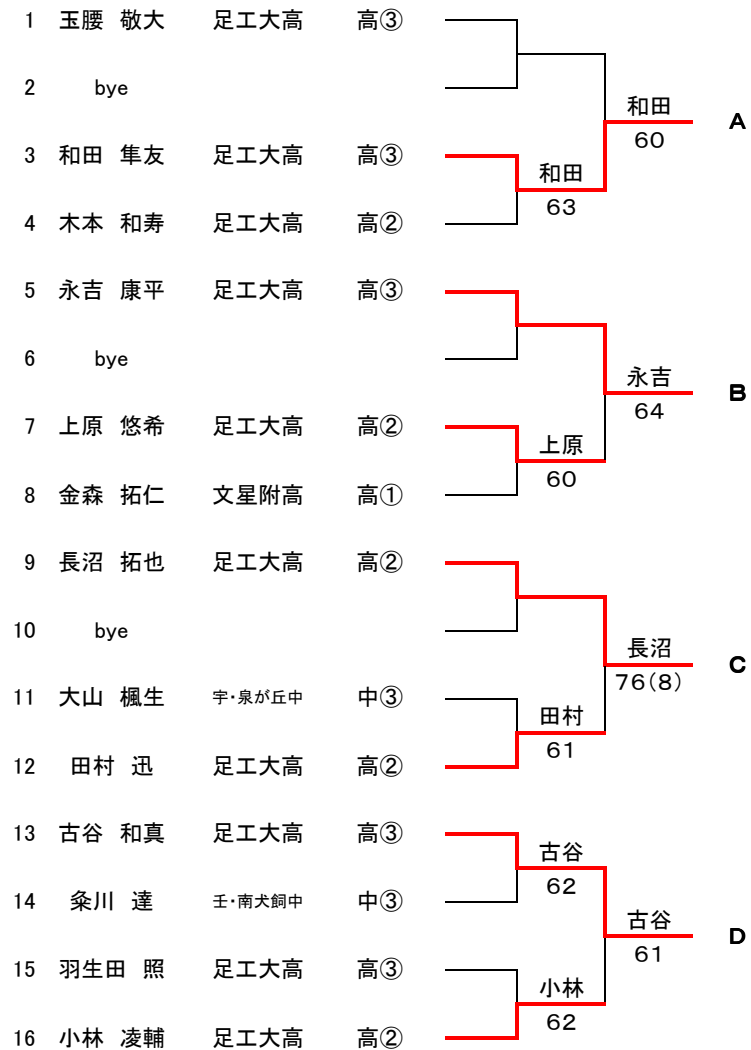 1 玉腰 敬大 足工大高 高③
2 bye
和田 A
60
3 和田 隼友 足工大高 高③
和田
63
4 木本 和寿 足工大高 高②
5 永吉 康平 足工大高 高③
6 bye
永吉 B
64
7 上原 悠希 足工大高 高②
上原
60
8 金森 拓仁 文星附高 高①
9 長沼 拓也 足工大高 高②
10 bye
長沼 C
76(8)
11 大山 楓生 宇・泉が丘中 中③
田村
61
12 田村 迅 足工大高 高②
13 古谷 和真 足工大高 高③
古谷
62
14 粂川 達 壬・南犬飼中 中③
古谷 D
61
15 羽生田 照 足工大高 高③
小林
62
16 小林 凌輔 足工大高 高②